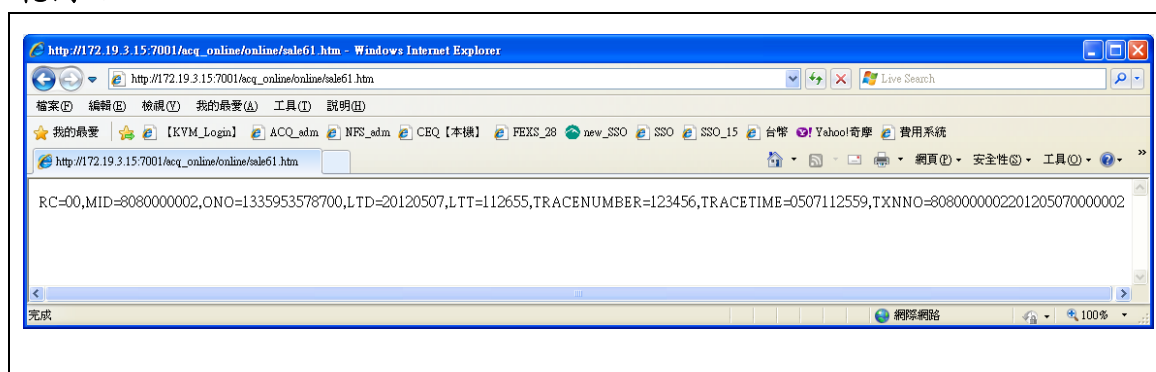 http://172.19.3.15:7001/acq_online/online/sale61.htm - Windows Internet Explorer
http://172.19.3.15:7001/acq_online/online/sale61.htm Live Search
檔案(F) 編輯(E) 檢視(V) 我的最愛(A) 工具(T) 說明(H)
我的最愛 【KVM_Login】 ACQ_adm NFS_adm CEQ【本機】 FEXS_28 new_SSO SSO SSO_15 台幣 Yahoo!奇摩 費用系統 »
http://172.19.3.15:7001/acq_online/online/sale61.htm 網頁(P) 安全性(S) 工具(O)
RC=00,MID=8080000002,ONO=1335953578700,LTD=20120507,LTT=112655,TRACENUMBER=123456,TRACETIME=0507112559,TXNNO=8080000002201205070000002
完成 網際網路 100%